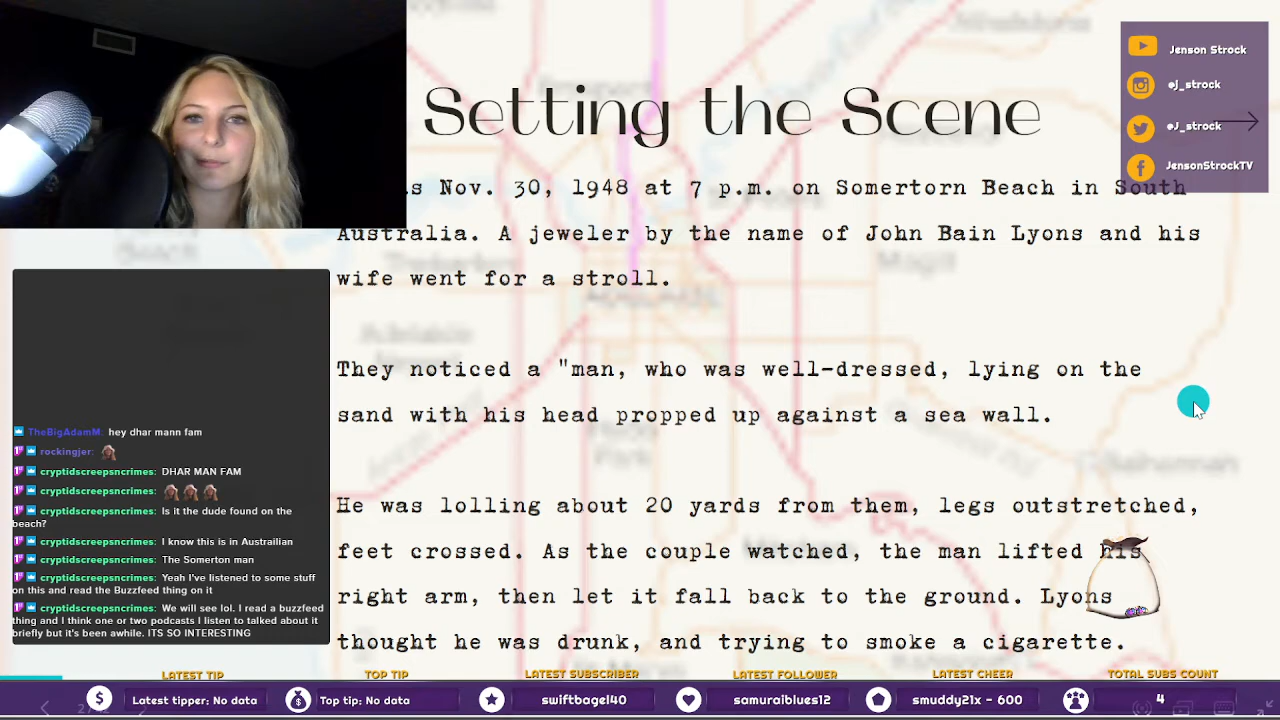 Setting the Scene
s Nov. 30, 1948 at 7 p.m. on Somertorn Beach in South
Australia. A jeweler by the name of John Bain Lyons and his
wife went for a stroll.
They noticed a "man, who was well-dressed, lying on the
sand with his head propped up against a sea wall.
He was lolling about 20 yards from them, legs outstretched,
feet crossed. As the couple watched, the man lifted his
right arm, then let it fall back to the ground. Lyons
thought he was drunk, and trying to smoke a cigarette.
Jenson Strock
@J_strock
@J_strock
JensonStrockTV
TheBigAdamM: hey dhar mann fam
rockingjer:
cryptidscreepsncrimes: DHAR MAN FAM
cryptidscreepsncrimes:
cryptidscreepsncrimes: Is it the dude found on the
beach?
cryptidscreepsncrimes: I know this is in Austrailian
cryptidscreepsncrimes: The Somerton man
cryptidscreepsncrimes: Yeah I've listened to some stuff
on this and read the Buzzfeed thing on it
cryptidscreepsncrimes: We will see lol. I read a buzzfeed
thing and I think one or two podcasts I listen to talked about it
briefly but it's been awhile. ITS SO INTERESTING
LATEST TIP
TOP TIP
LATEST SUBSCRIBER
LATEST FOLLOWER
LATEST CHEER
TOTAL SUBS COUNT
Latest tipper: No data
Top tip: No data
swiftbagel40
samuraiblues12
smuddy21x - 600
4